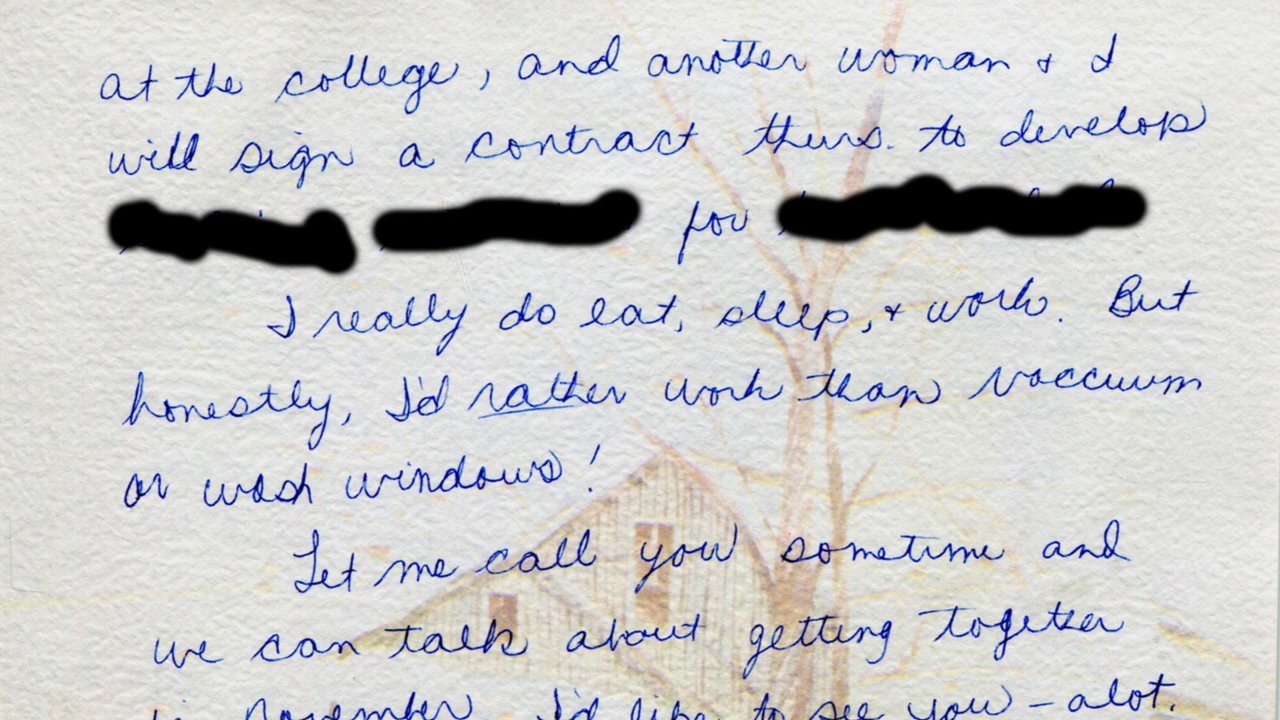 at the college, and another woman & I
will sign a contract thurs. to develop
for
I really do eat, sleep, & work. But
honestly, I'd rather work than vaccuum
or wash windows!
Let me call you sometime and
we can talk about getting together
in November. I'd like to see you – alot.